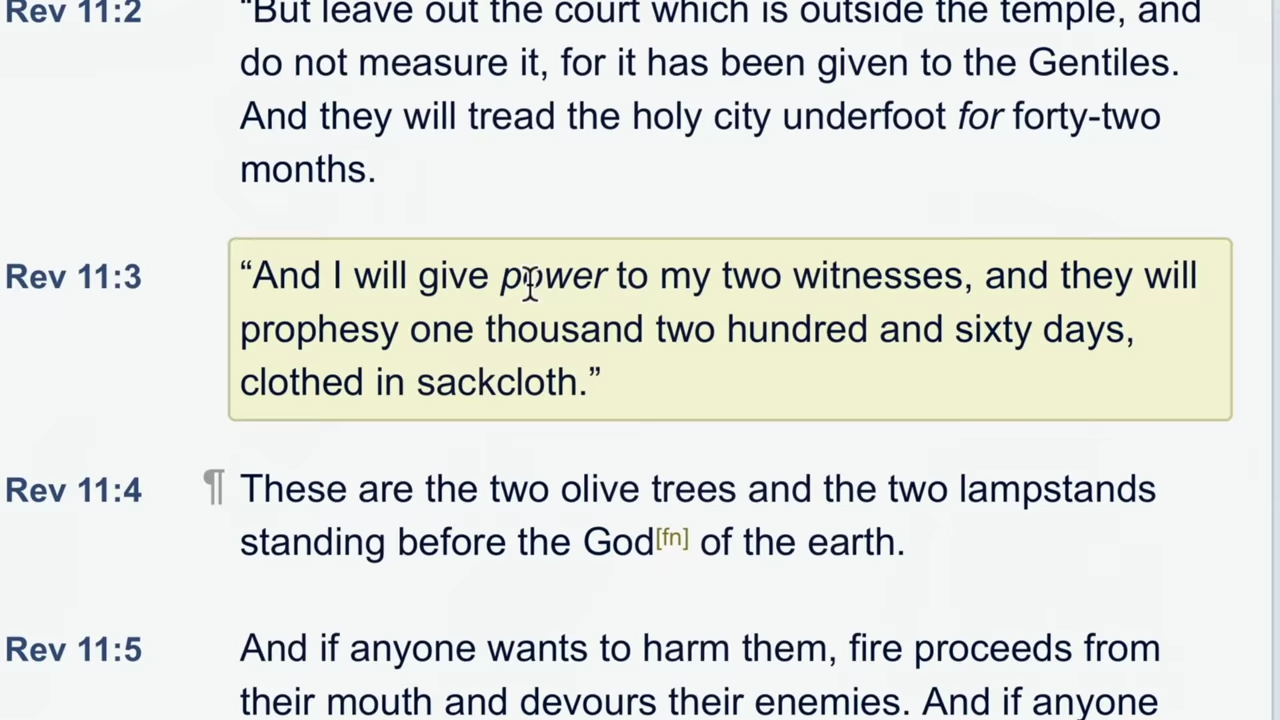 Rev 11:2 “But leave out the court which is outside the temple, and
do not measure it, for it has been given to the Gentiles.
And they will tread the holy city underfoot for forty-two
months.
Rev 11:3 “And I will give power to my two witnesses, and they will
prophesy one thousand two hundred and sixty days,
clothed in sackcloth.”
Rev 11:4 ¶ These are the two olive trees and the two lampstands
standing before the God[fn] of the earth.
Rev 11:5 And if anyone wants to harm them, fire proceeds from
their mouth and devours their enemies. And if anyone